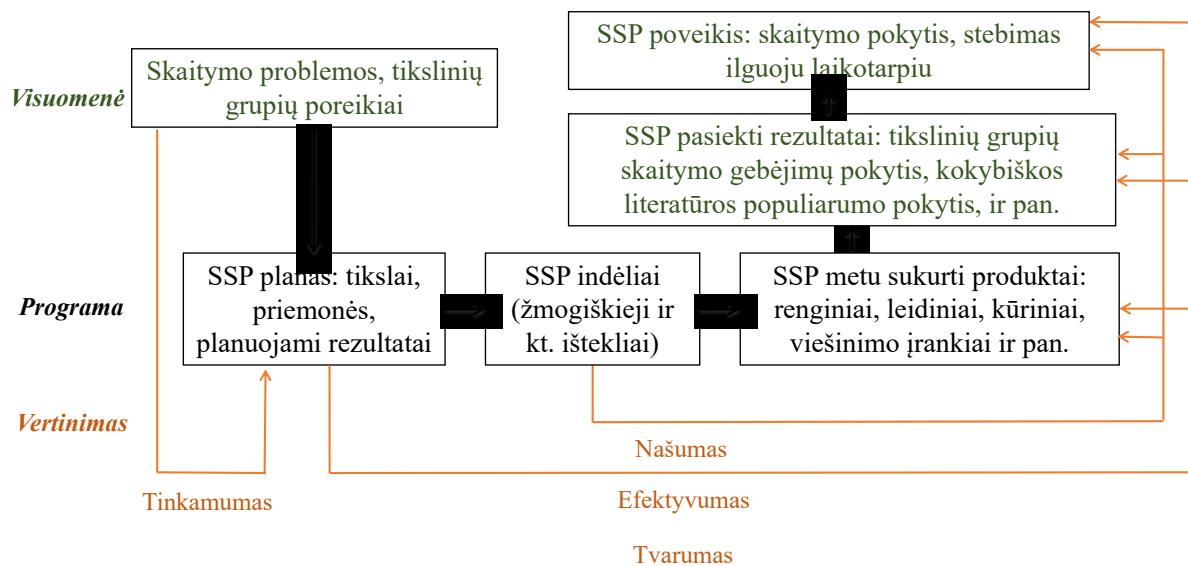 SSP poveikis: skaitymo pokytis, stebimas
ilguoju laikotarpiu
Skaitymo problemos, tikslinių
grupių poreikiai
Visuomenė
SSP pasiekti rezultatai: tikslinių grupių
skaitymo gebėjimų pokytis, kokybiškos
literatūros populiarumo pokytis, ir pan.
Programa
SSP planas: tikslai,
priemonės,
planuojami rezultatai
SSP indėliai
(žmogiškieji ir
kt. ištekliai)
SSP metu sukurti produktai:
renginiai, leidiniai, kūriniai,
viešinimo įrankiai ir pan.
Vertinimas
Našumas
Tinkamumas
Efektyvumas
Tvarumas